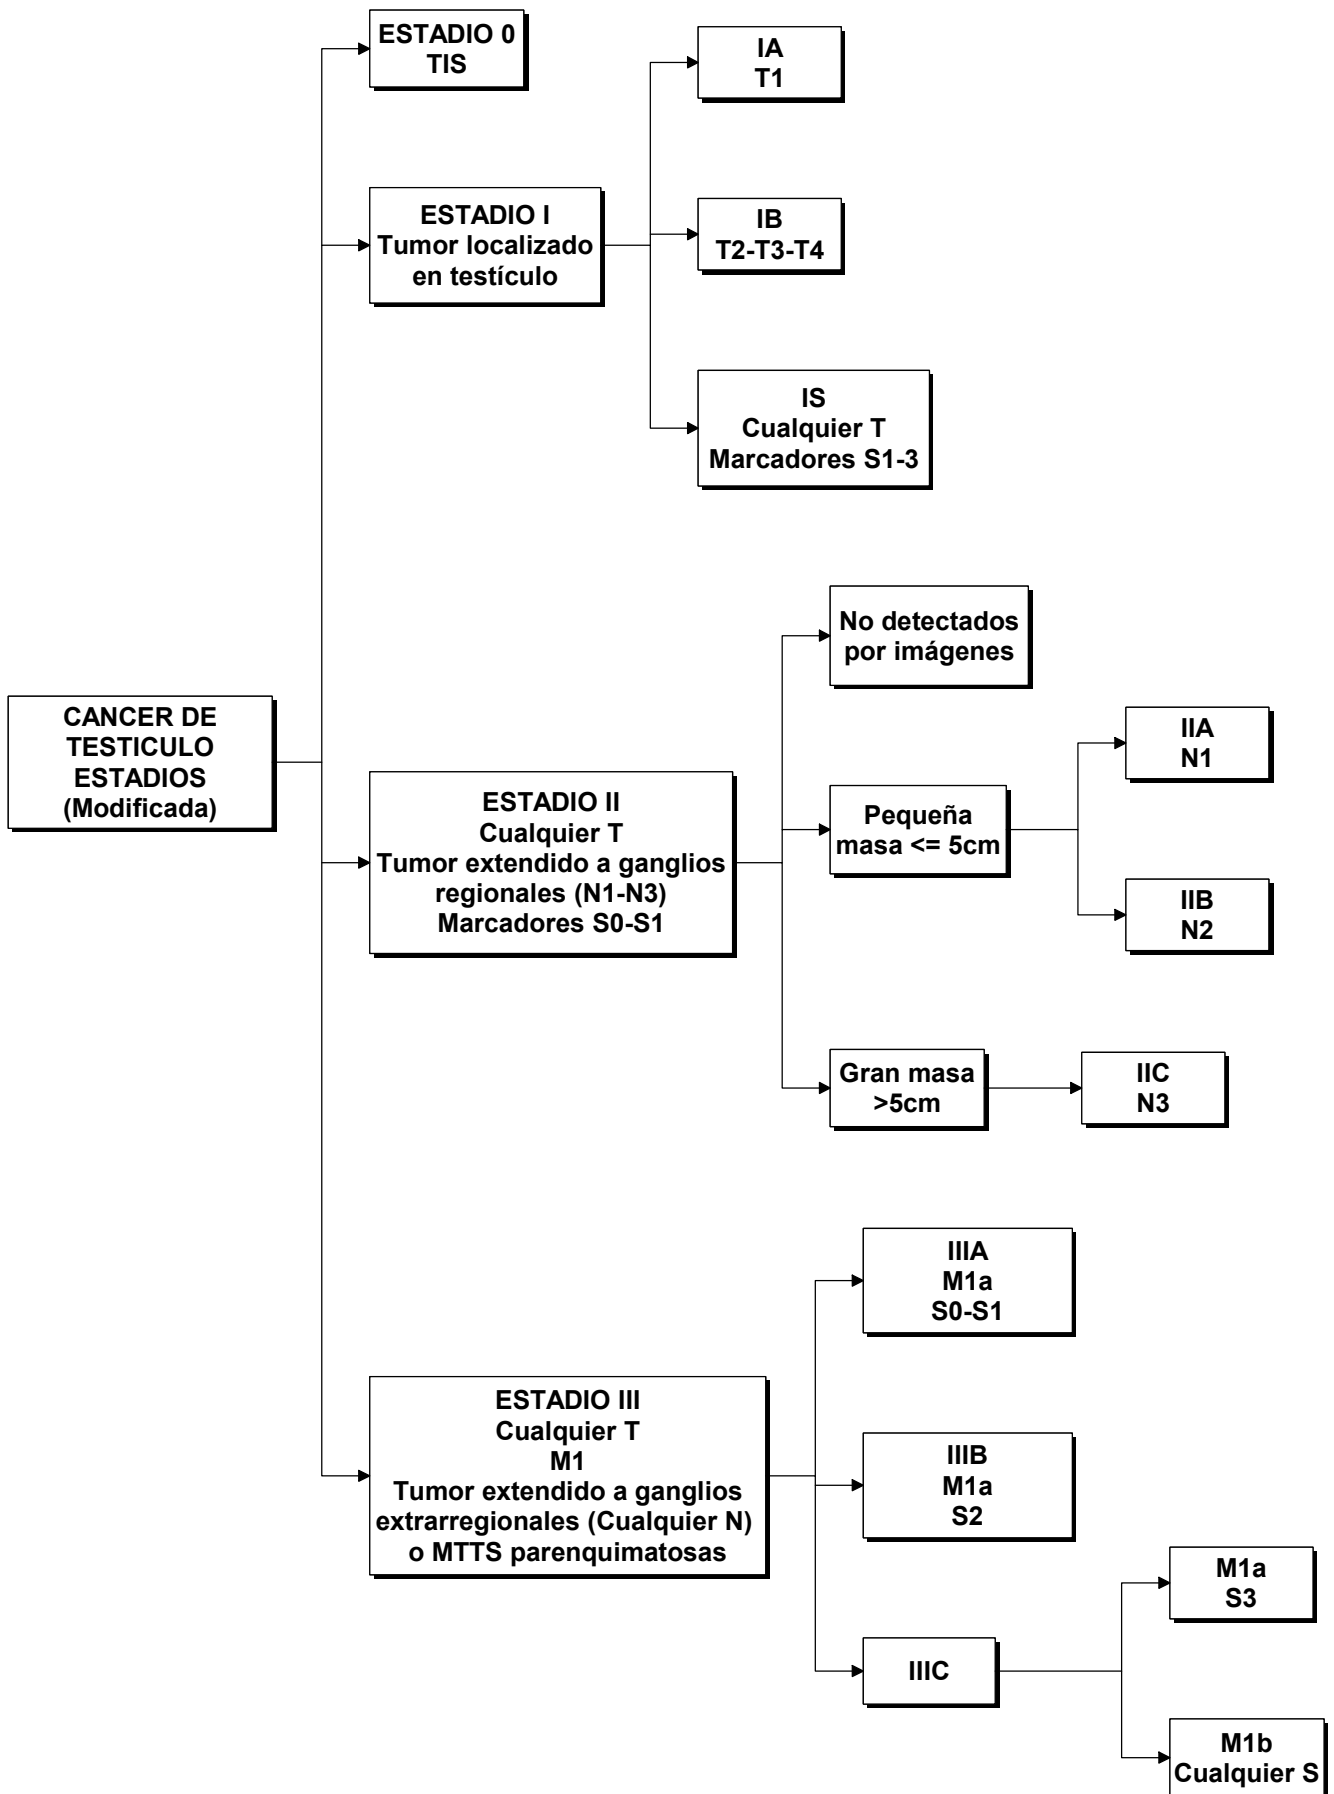 CANCER DE
TESTICULO
ESTADIOS
(Modificada)
ESTADIO 0
TIS
ESTADIO I
Tumor localizado
en testículo
IA
T1
IB
T2-T3-T4
IS
Cualquier T
Marcadores S1-3
ESTADIO II
Cualquier T
Tumor extendido a ganglios
regionales (N1-N3)
Marcadores S0-S1
No detectados
por imágenes
Pequeña
masa <= 5cm
IIA
N1
IIB
N2
Gran masa
>5cm
IIC
N3
ESTADIO III
Cualquier T
M1
Tumor extendido a ganglios
extrarregionales (Cualquier N)
o MTTS parenquimatosas
IIIA
M1a
S0-S1
IIIB
M1a
S2
IIIC
M1a
S3
M1b
Cualquier S